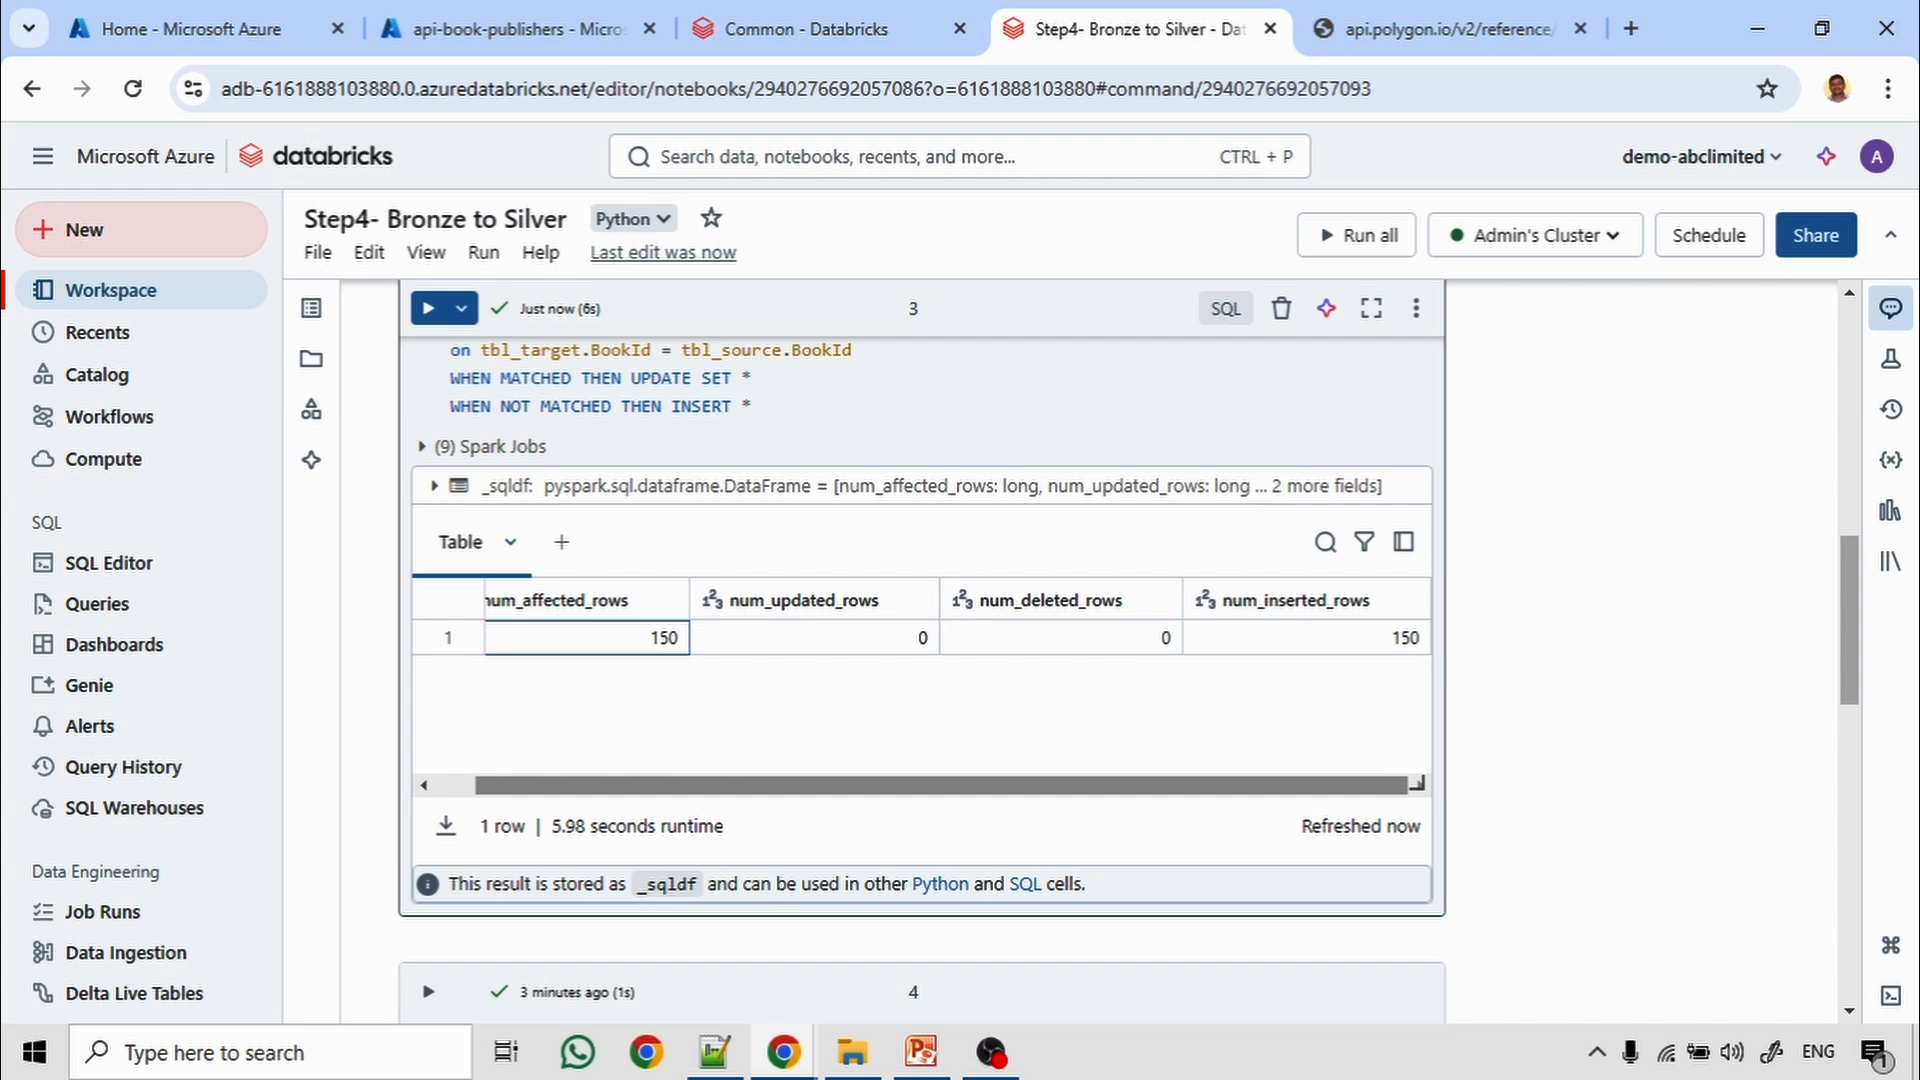 Home - Microsoft Azure
api-book-publishers - Micros
Common - Databricks
Step4- Bronze to Silver - Dat
api.polygon.io/v2/reference/
adb-6161888103880.0.azuredatabricks.net/editor/notebooks/2940276692057086?o=6161888103880#command/2940276692057093
Microsoft Azure
databricks
Search data, notebooks, recents, and more...
CTRL + P
demo-abclimited
A
New
Workspace
Recents
Catalog
Workflows
Compute
SQL
SQL Editor
Queries
Dashboards
Genie
Alerts
Query History
SQL Warehouses
Data Engineering
Job Runs
Data Ingestion
Delta Live Tables
Step4- Bronze to Silver
Python
File Edit View Run Help
Last edit was now
Run all
Admin's Cluster
Schedule
Share
Just now (6s)
3
SQL
on tbl_target.BookId = tbl_source.BookId
WHEN MATCHED THEN UPDATE SET *
WHEN NOT MATCHED THEN INSERT *
(9) Spark Jobs
_sqldf: pyspark.sql.dataframe.DataFrame = [num_affected_rows: long, num_updated_rows: long ... 2 more fields]
Table
num_affected_rows 123 num_updated_rows 123 num_deleted_rows 123 num_inserted_rows
1 150 0 0 150
1 row | 5.98 seconds runtime
Refreshed now
This result is stored as _sqldf and can be used in other Python and SQL cells.
3 minutes ago (1s)
4
Type here to search
ENG
1